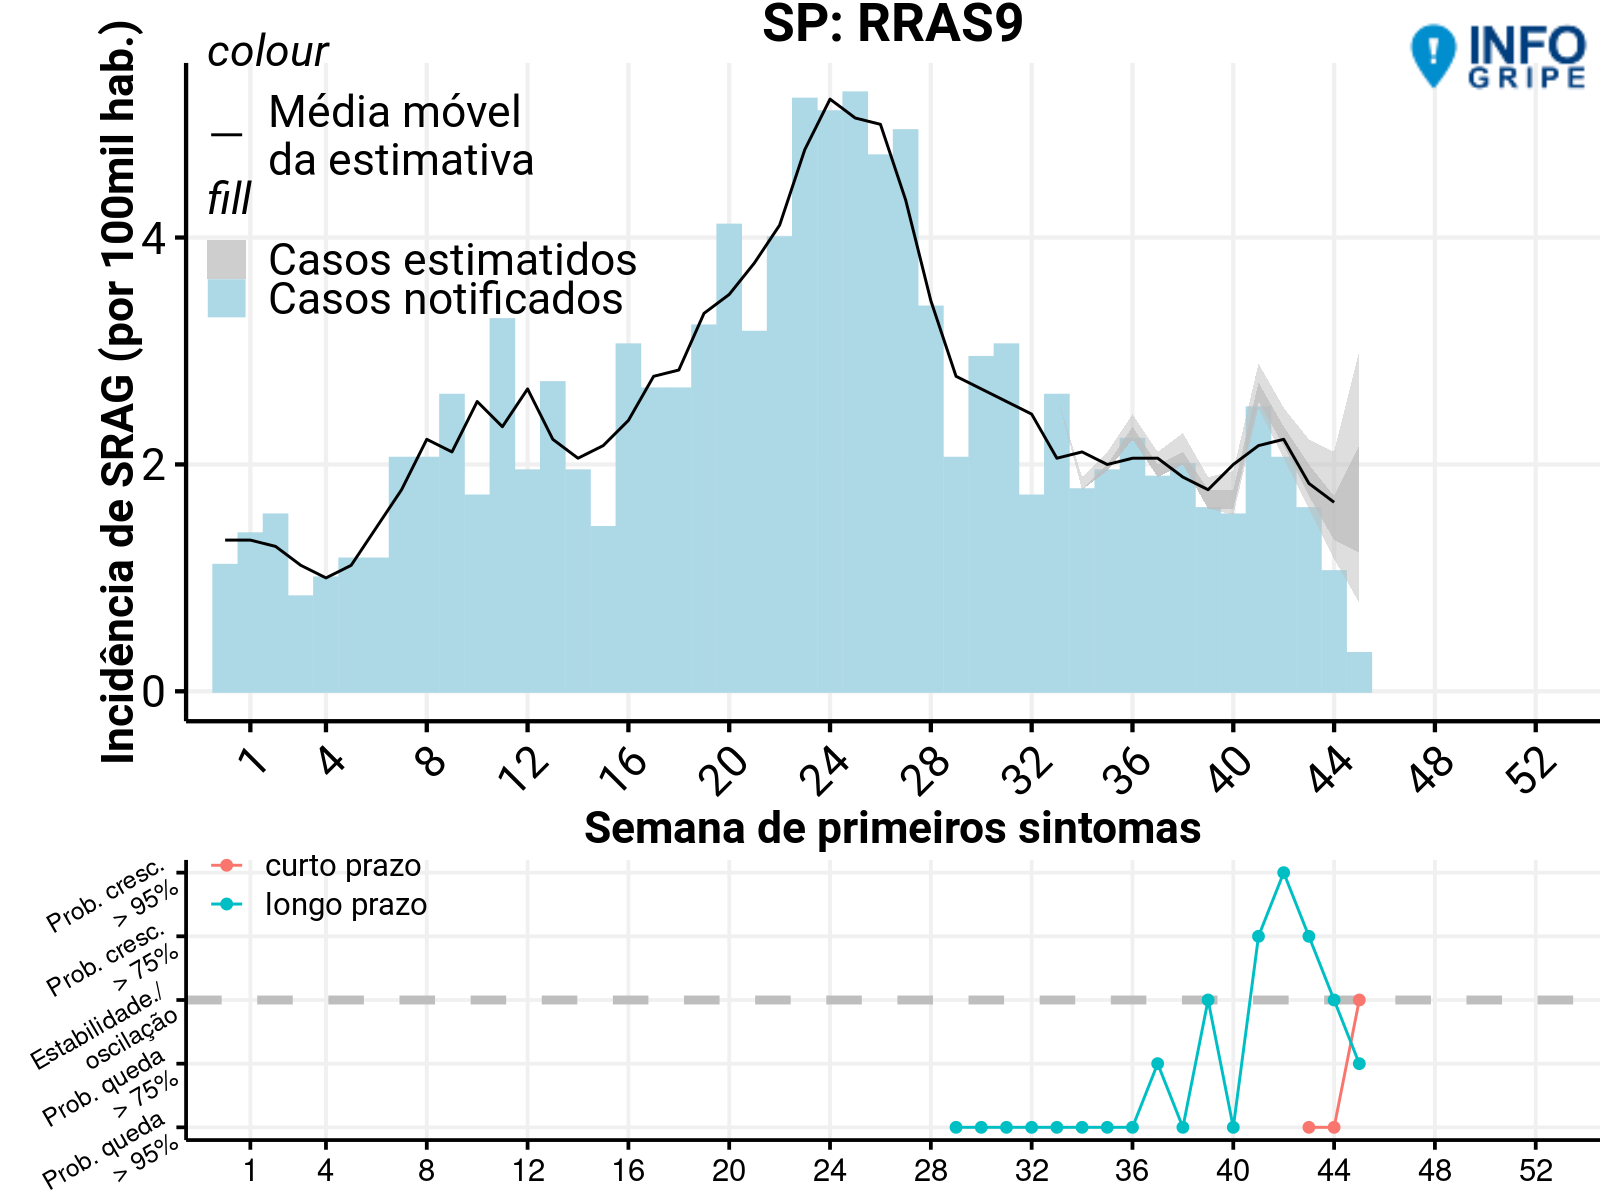 SP: RRAS9
INFO
GRIPE
Incidência de SRAG (por 100mil hab.)
colour
Média móvel
da estimativa
fill
Casos estimatidos
Casos notificados
4
2
0
1 4 8 12 16 20 24 28 32 36 40 44 48 52
Semana de primeiros sintomas
curto prazo
longo prazo
Prob. cresc.
> 95%
Prob. cresc.
> 75%
Estabilidade./
oscilação
Prob. queda
> 75%
Prob. queda
> 95%
1 4 8 12 16 20 24 28 32 36 40 44 48 52